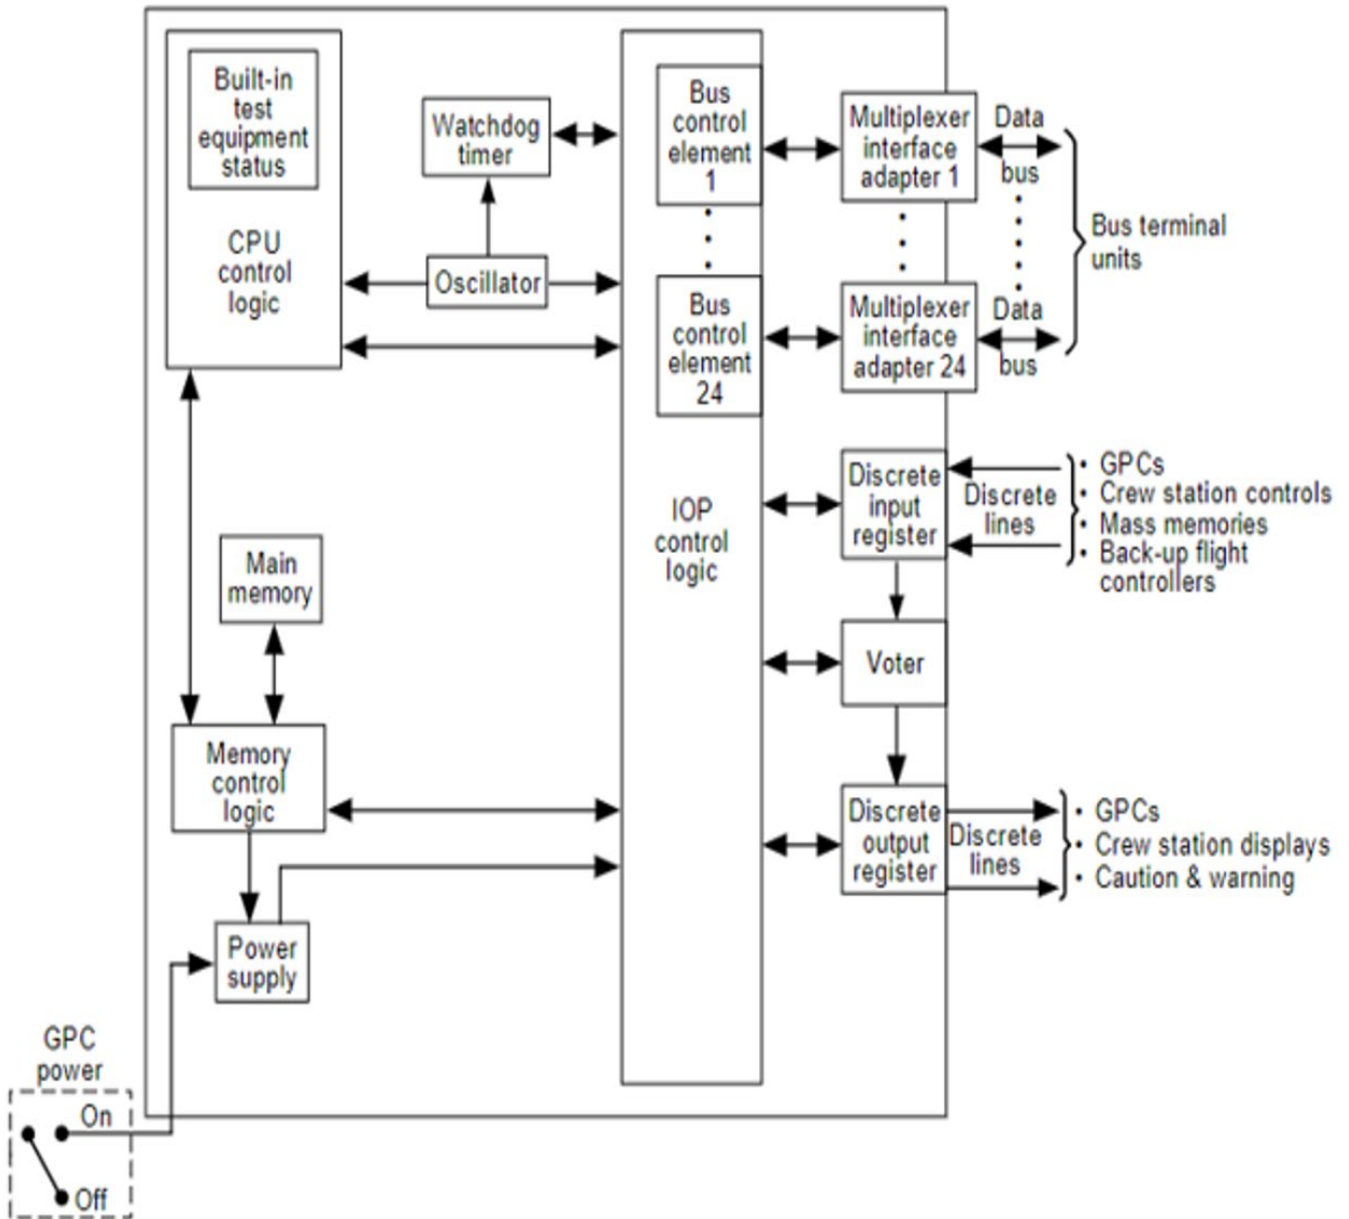 Built-in
test
equipment
status
CPU
control
logic
Watchdog
timer
Oscillator
Main
memory
Memory
control
logic
Power
supply
GPC
power
On
Off
Bus
control
element
1
Bus
control
element
24
IOP
control
logic
Multiplexer
interface
adapter 1
Multiplexer
interface
adapter 24
Data
bus
Data
bus
Bus terminal
units
Discrete
input
register
Discrete
lines
• GPCs
• Crew station controls
• Mass memories
• Back-up flight
controllers
Voter
Discrete
output
register
Discrete
lines
• GPCs
• Crew station displays
• Caution & warning